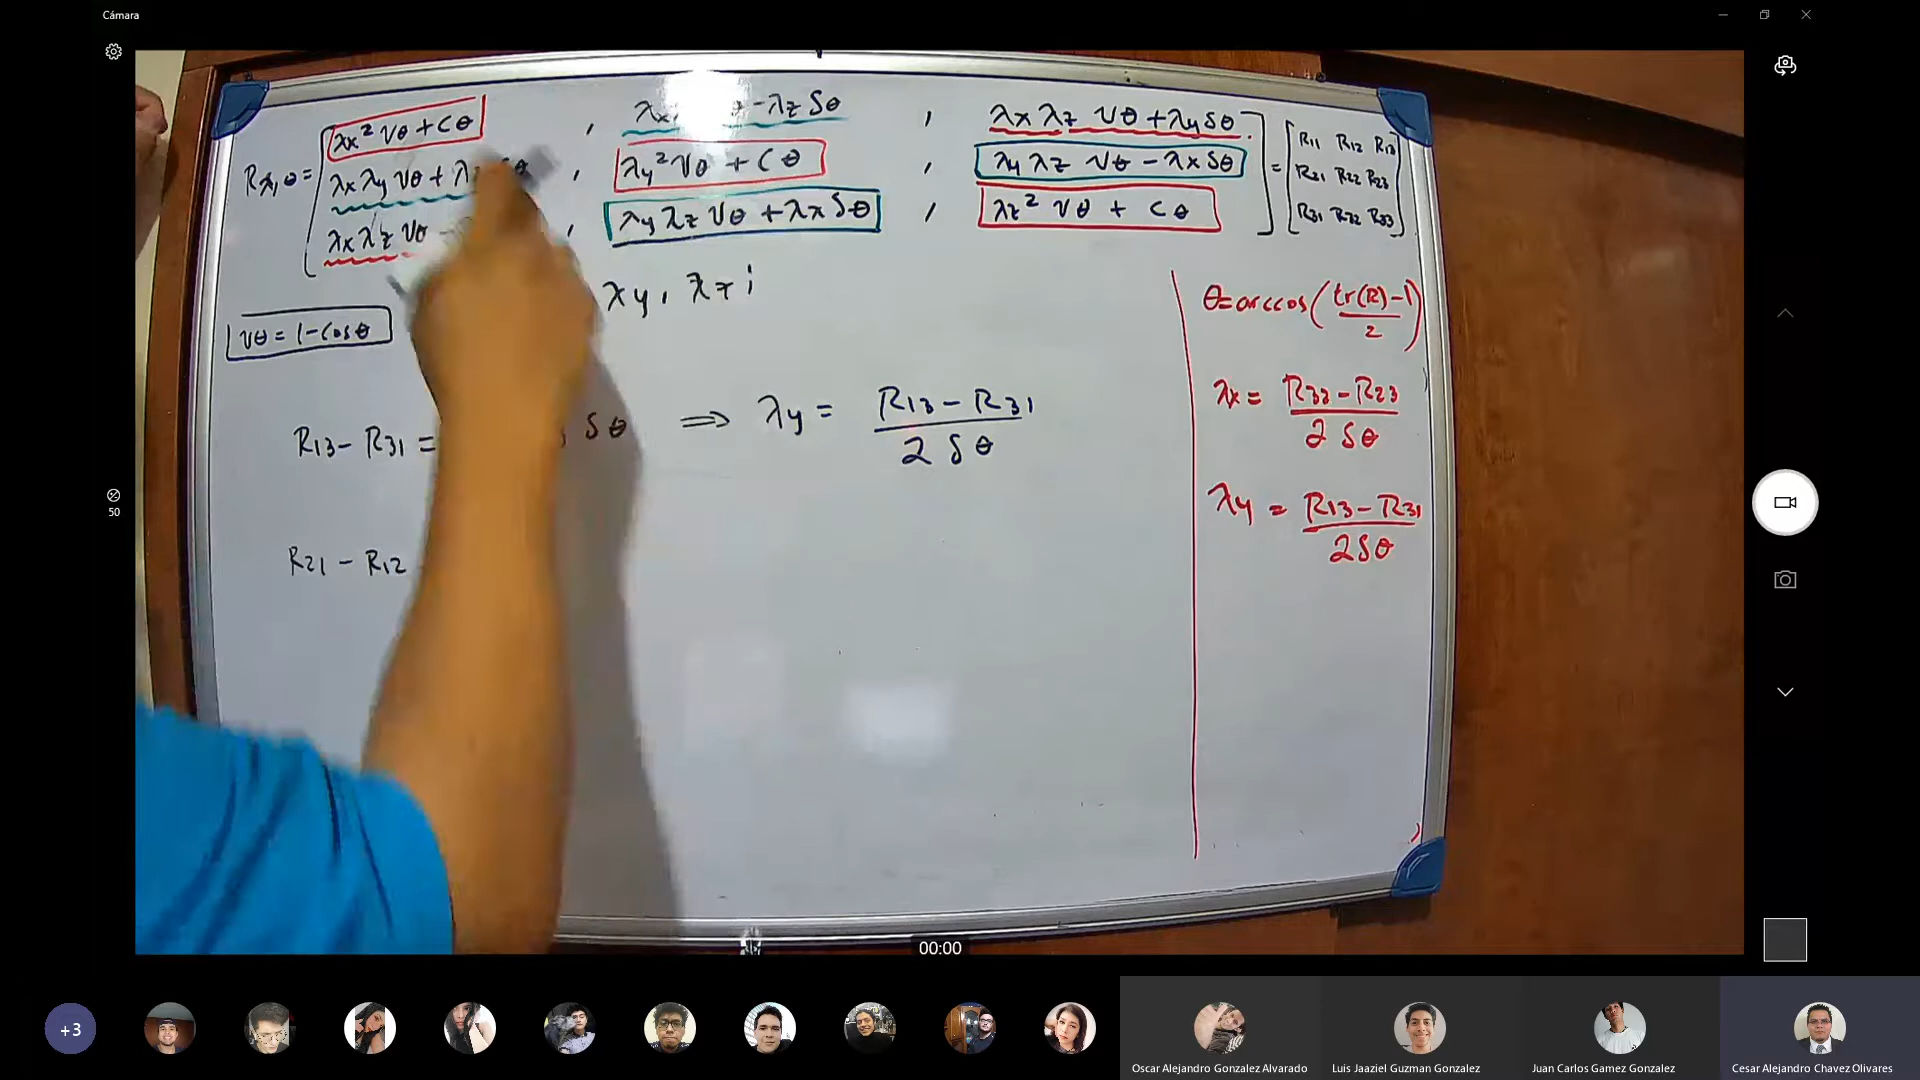 Cámara
λx² Vθ + Cθ , λx - λz Sθ , λx λz Vθ + λy Sθ R11 R12 R13
Rλ,θ = λx λy Vθ + λ , λy² Vθ + Cθ , λy λz Vθ - λx Sθ = R21 R22 R23
λx λz Vθ , λy λz Vθ + λx Sθ , λz² Vθ + Cθ R31 R32 R33
λy, λz ;
Vθ = 1 - Cosθ
θ = arccos( tr(R) - 1 / 2 )
R13 - R31 = Sθ ⇒ λy = R13 - R31 / 2 Sθ
λx = R32 - R23 / 2 Sθ
R21 - R12
λy = R13 - R31 / 2Sθ
50
00:00
+3
Oscar Alejandro Gonzalez Alvarado
Luis Jaaziel Guzman Gonzalez
Juan Carlos Gamez Gonzalez
Cesar Alejandro Chavez Olivares